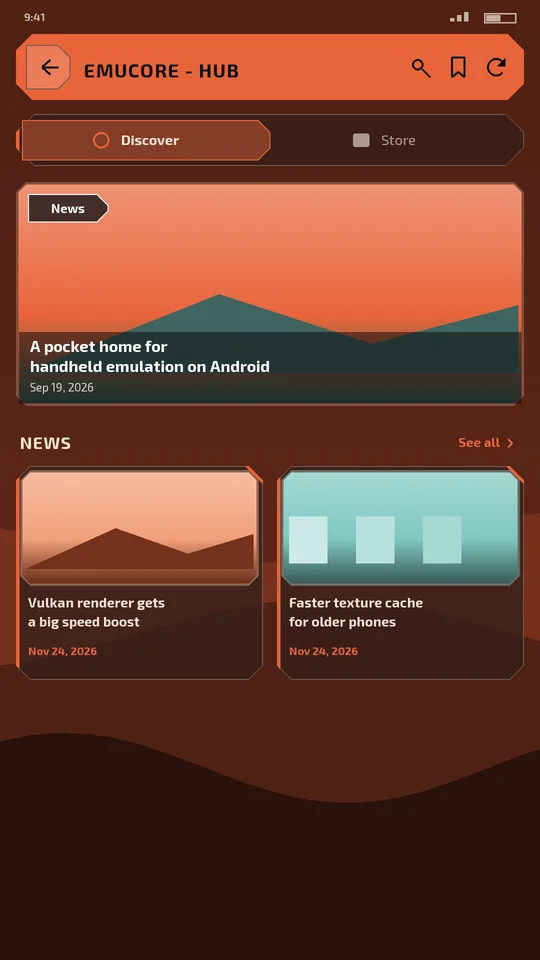 9:41
EMUCORE - HUB
Discover
Store
News
A pocket home for
handheld emulation on Android
Sep 19, 2026
NEWS
See all
Vulkan renderer gets
a big speed boost
Nov 24, 2026
Faster texture cache
for older phones
Nov 24, 2026